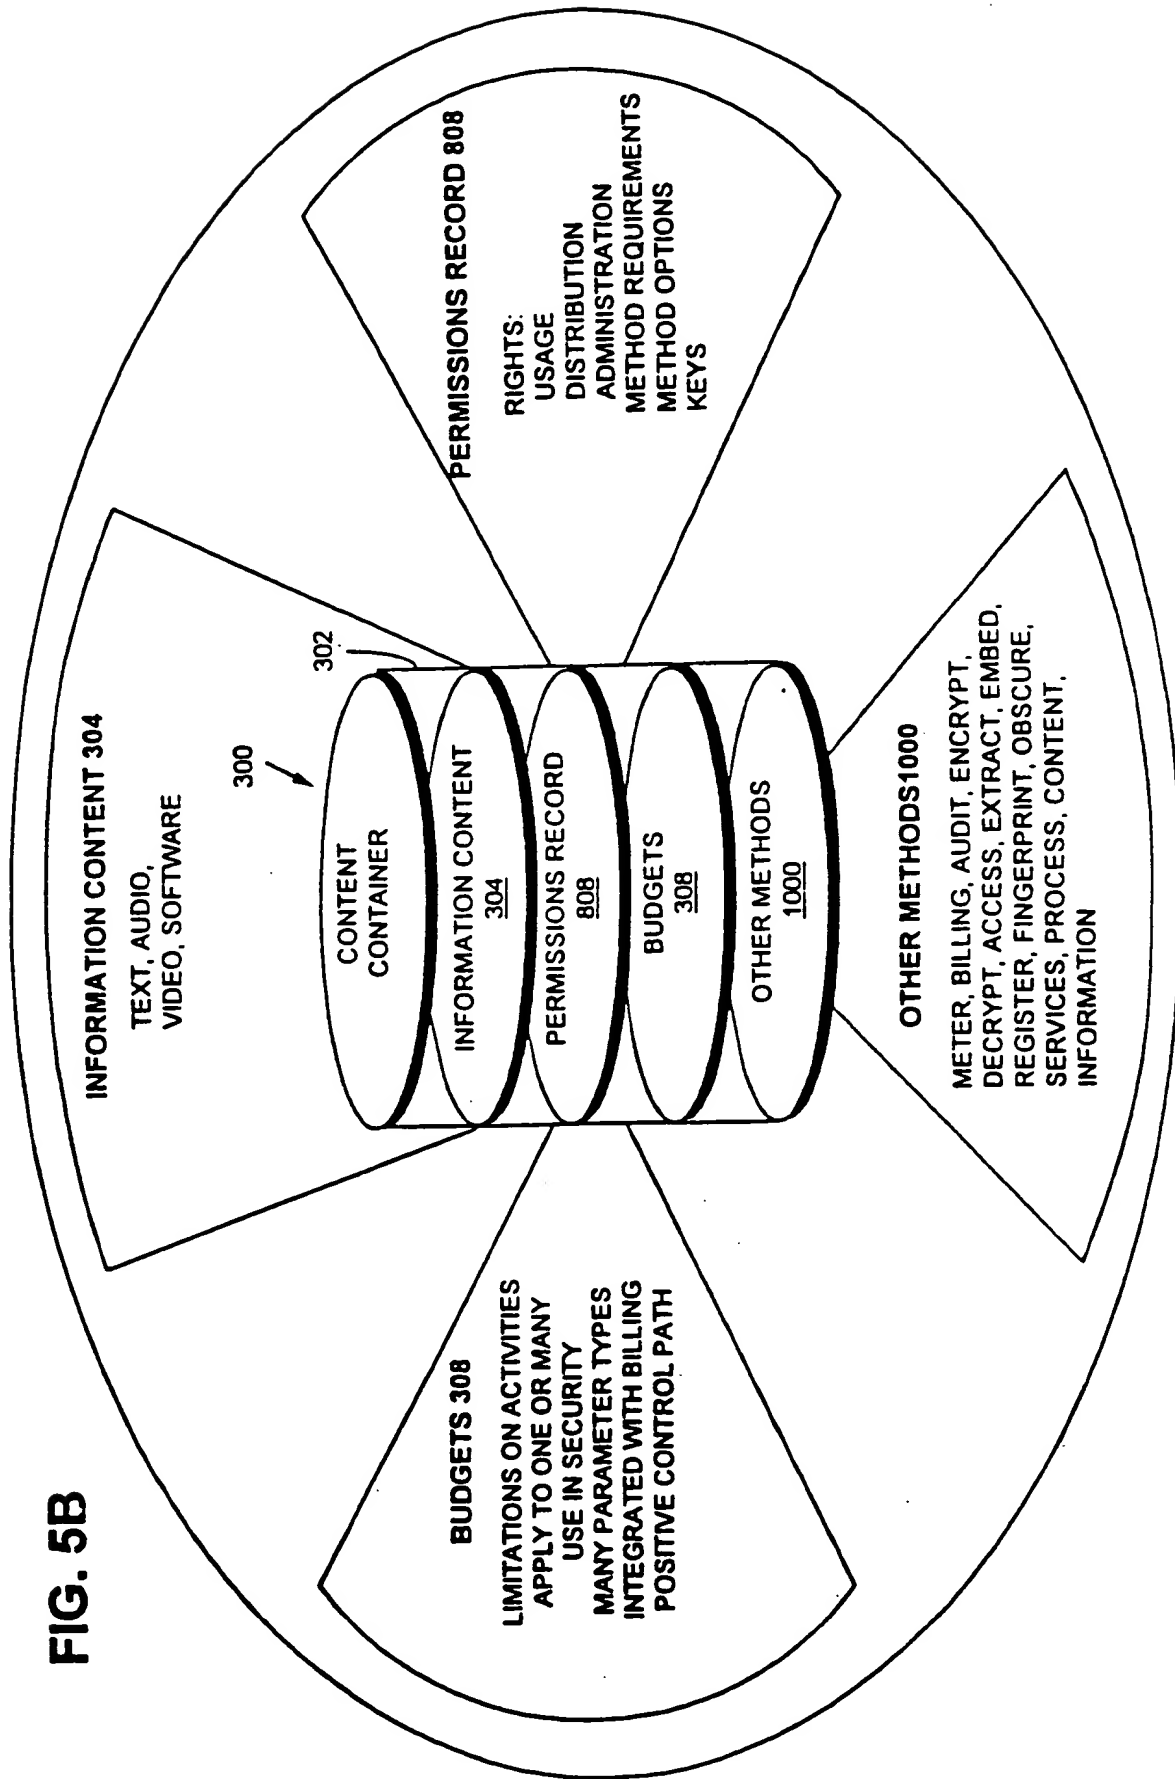 FIG. 5B
INFORMATION CONTENT 304
TEXT, AUDIO,
VIDEO, SOFTWARE
300
302
CONTENT
CONTAINER
INFORMATION CONTENT
304
PERMISSIONS RECORD
808
BUDGETS
308
OTHER METHODS
1000
BUDGETS 308
LIMITATIONS ON ACTIVITIES
APPLY TO ONE OR MANY
USE IN SECURITY
MANY PARAMETER TYPES
INTEGRATED WITH BILLING
POSITIVE CONTROL PATH
PERMISSIONS RECORD 808
RIGHTS:
USAGE
DISTRIBUTION
ADMINISTRATION
METHOD REQUIREMENTS
METHOD OPTIONS
KEYS
OTHER METHODS1000
METER, BILLING, AUDIT, ENCRYPT,
DECRYPT, ACCESS, EXTRACT, EMBED,
REGISTER, FINGERPRINT, OBSCURE,
SERVICES, PROCESS, CONTENT,
INFORMATION